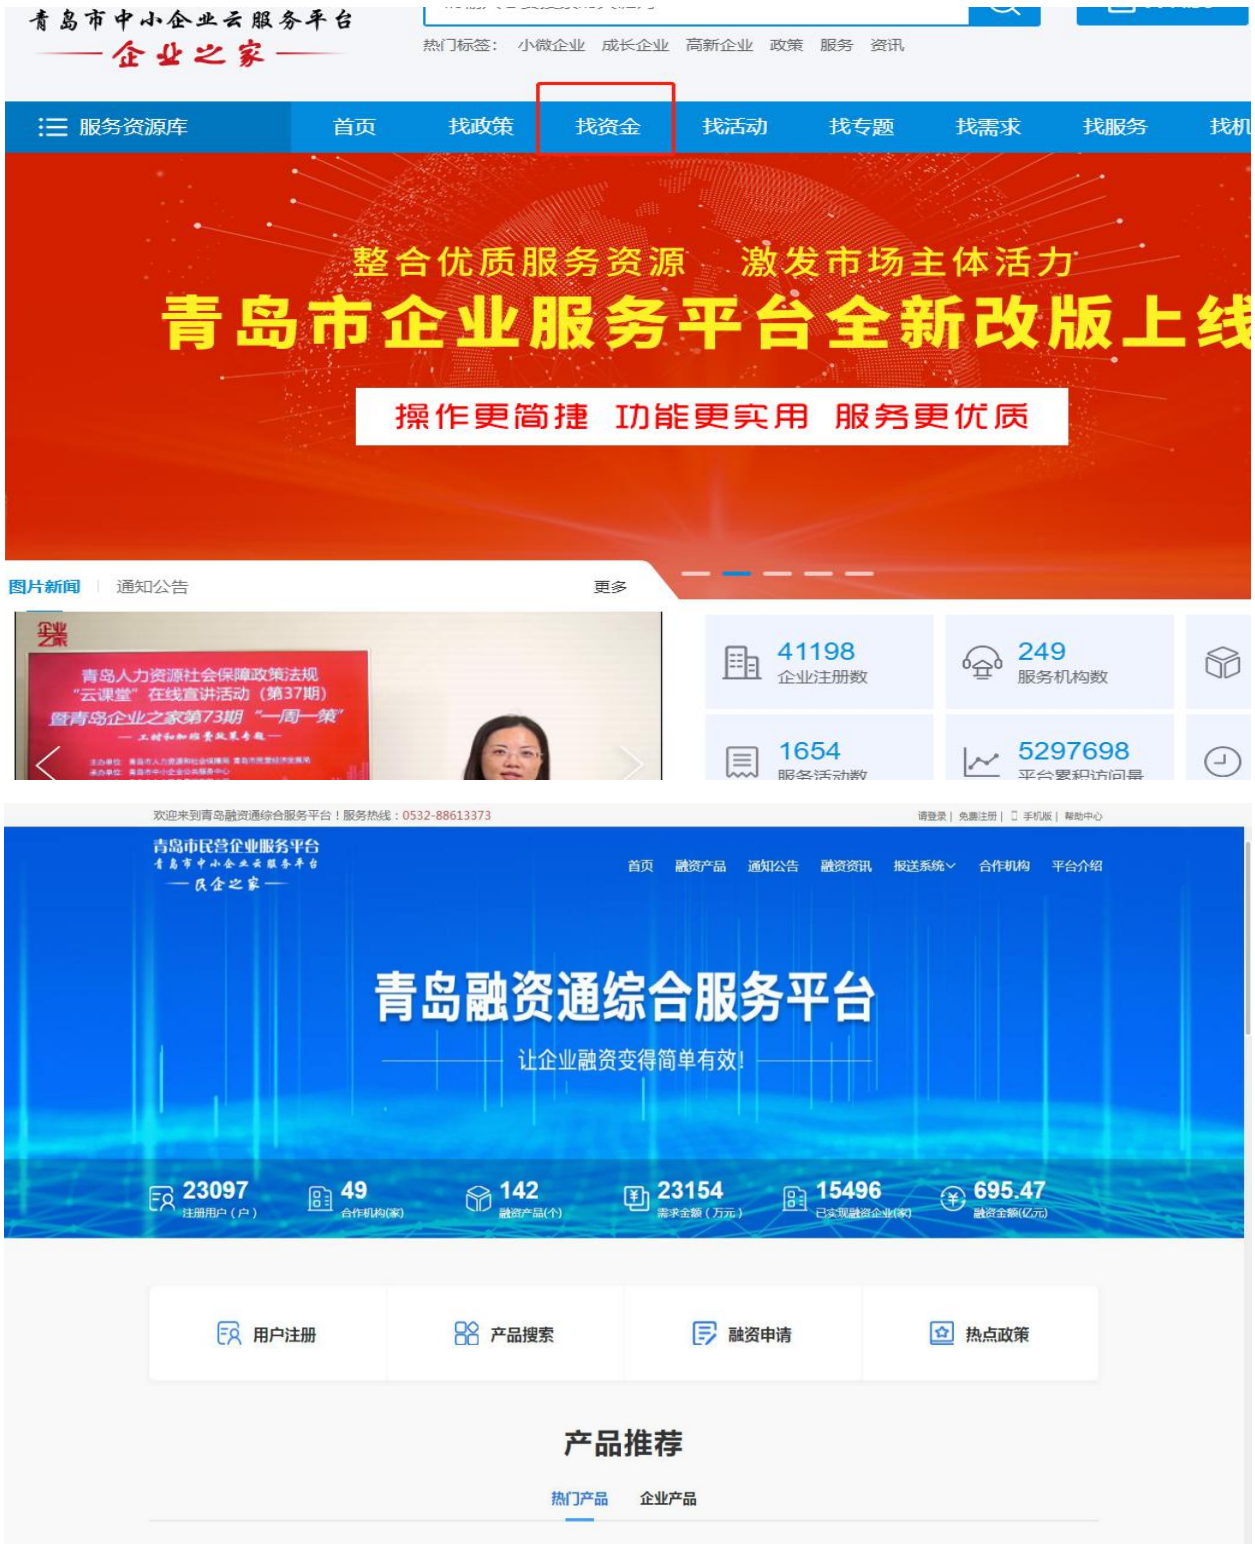 青岛市中小企业云服务平台
企业之家
热门标签： 小微企业 成长企业 高新企业 政策 服务 资讯
服务资源库 首页 找政策 找资金 找活动 找专题 找需求 找服务 找机
整合优质服务资源 激发市场主体活力
青岛市企业服务平台全新改版上线
操作更简捷 功能更实用 服务更优质
图片新闻 通知公告 更多
企业之家
青岛人力资源社会保障政策法规
“云课堂”在线宣讲活动（第37期）
暨青岛企业之家第73期“一周一策”
41198
企业注册数
249
服务机构数
1654
服务活动数
5297698
平台累积访问量
欢迎来到青岛融资通综合服务平台！服务热线：0532-88613373
请登录| 免费注册| 手机版| 帮助中心
青岛市民营企业服务平台
青岛市中小企业云服务平台
民企之家
首页 融资产品 通知公告 融资资讯 报送系统 合作机构 平台介绍
青岛融资通综合服务平台
让企业融资变得简单有效!
23097
注册用户（户）
49
合作机构(家)
142
融资产品(个)
23154
需求金额（万元）
15496
已实现融资企业(家)
695.47
融资金额(亿元)
用户注册 产品搜索 融资申请 热点政策
产品推荐
热门产品 企业产品